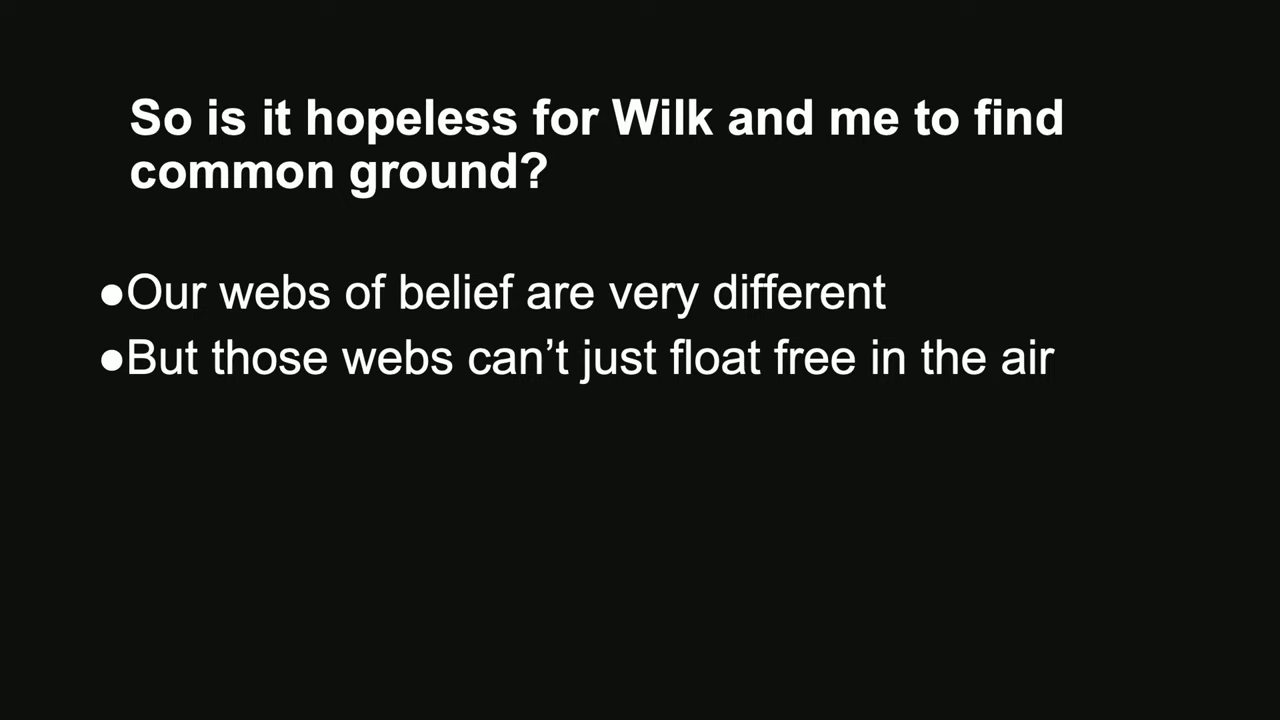 So is it hopeless for Wilk and me to find
common ground?
●Our webs of belief are very different
●But those webs can’t just float free in the air